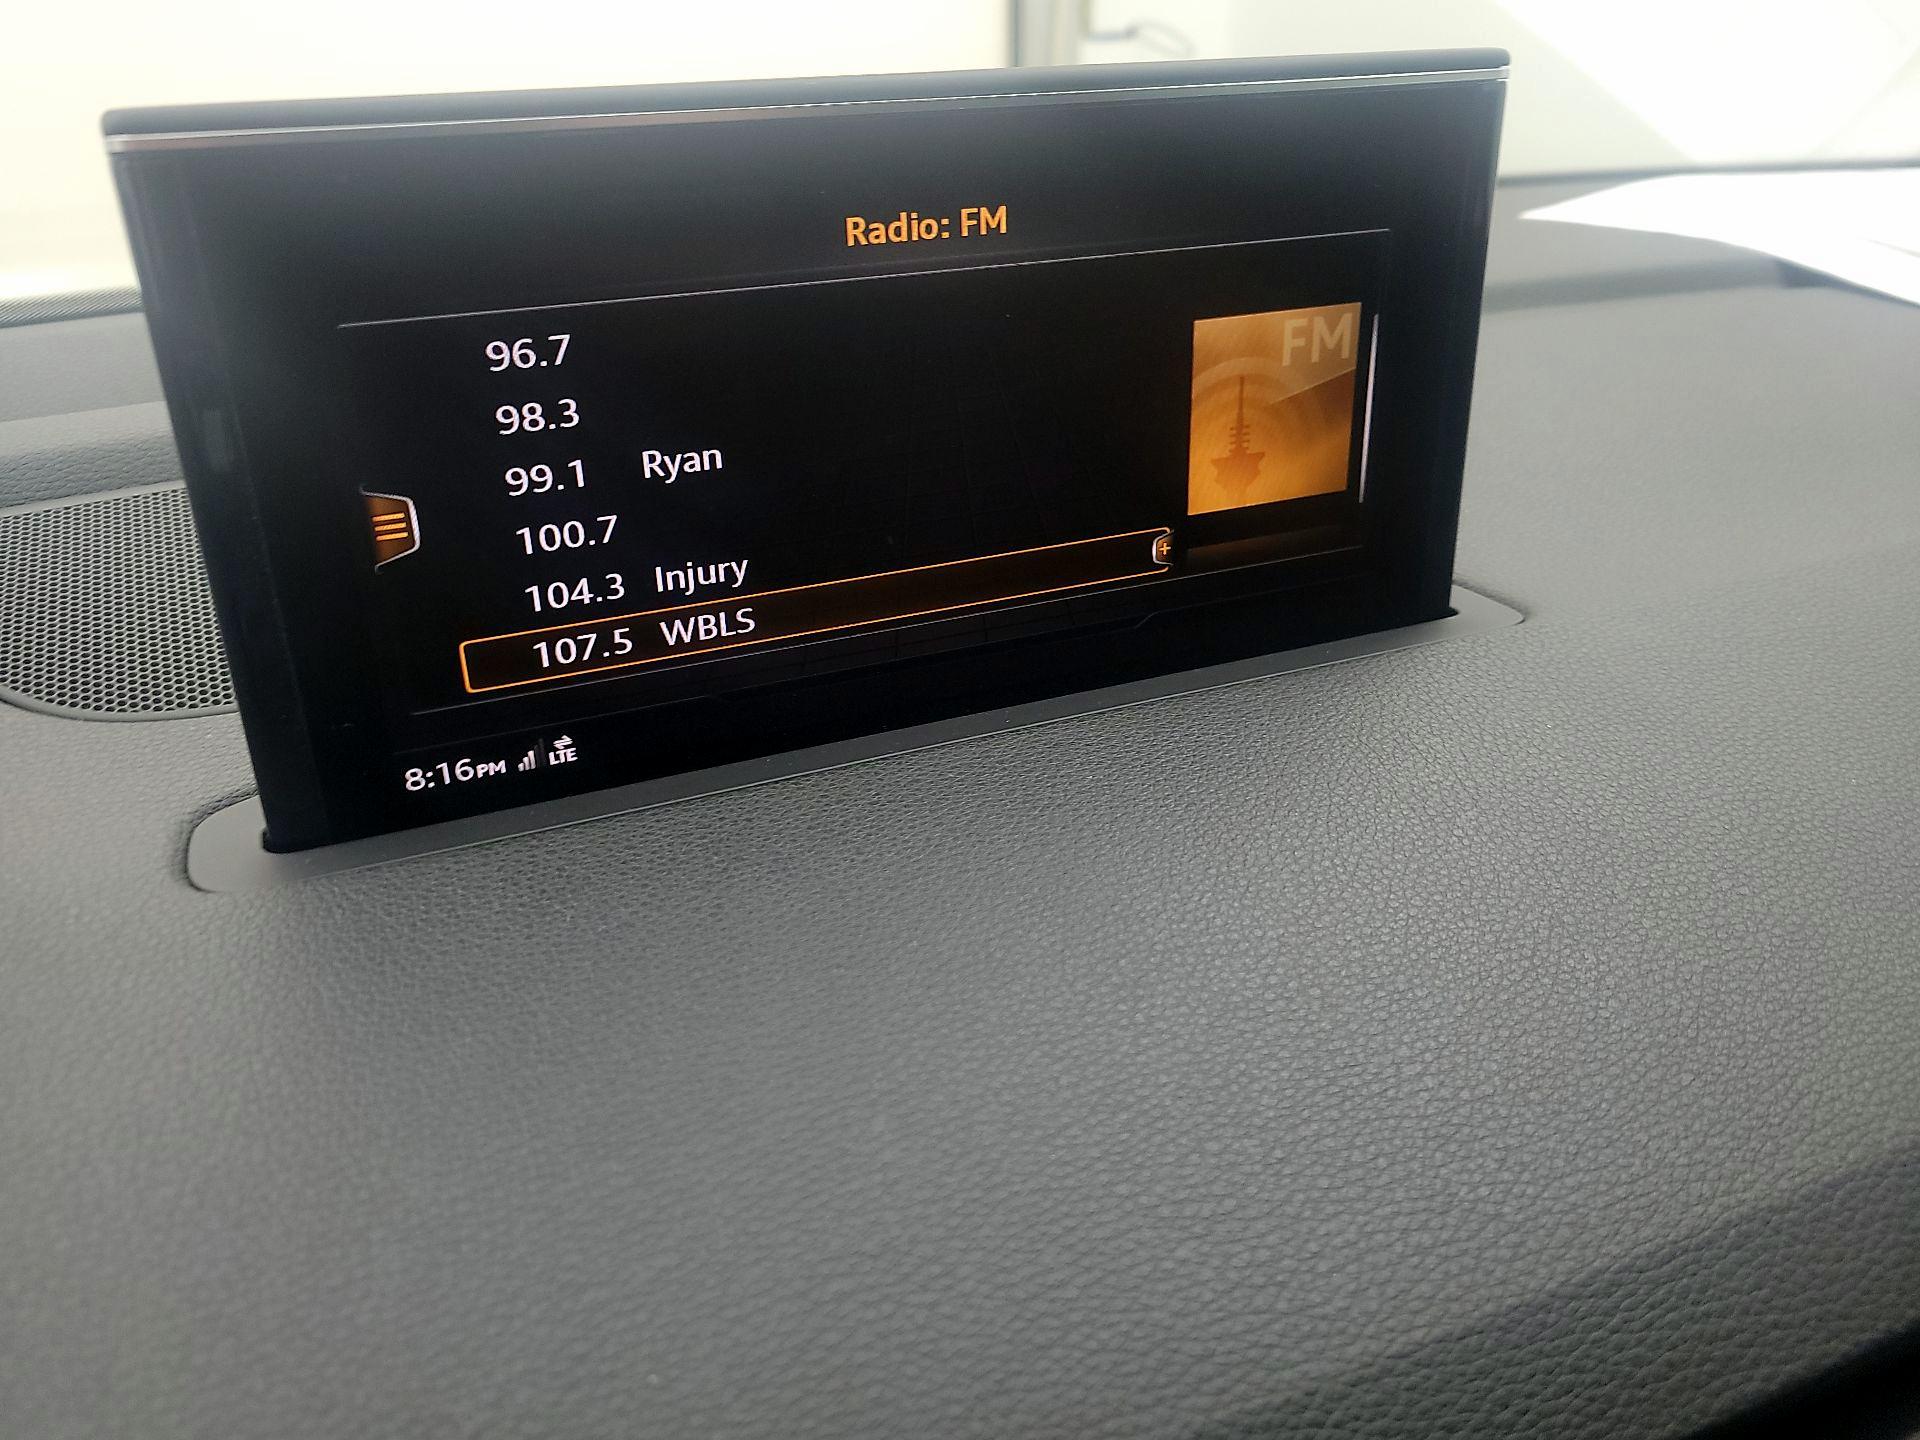 Radio: FM
FM
96.7
98.3
99.1 Ryan
100.7
104.3 Injury
107.5 WBLS
8:16PM LTE